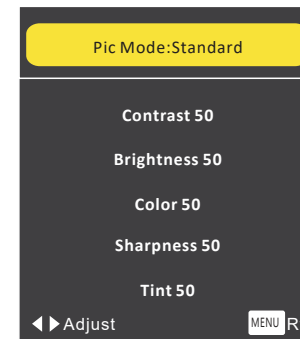 Pic Mode:Standard
Contrast 50
Brightness 50
Color 50
Sharpness 50
Tint 50
Adjust MENU R